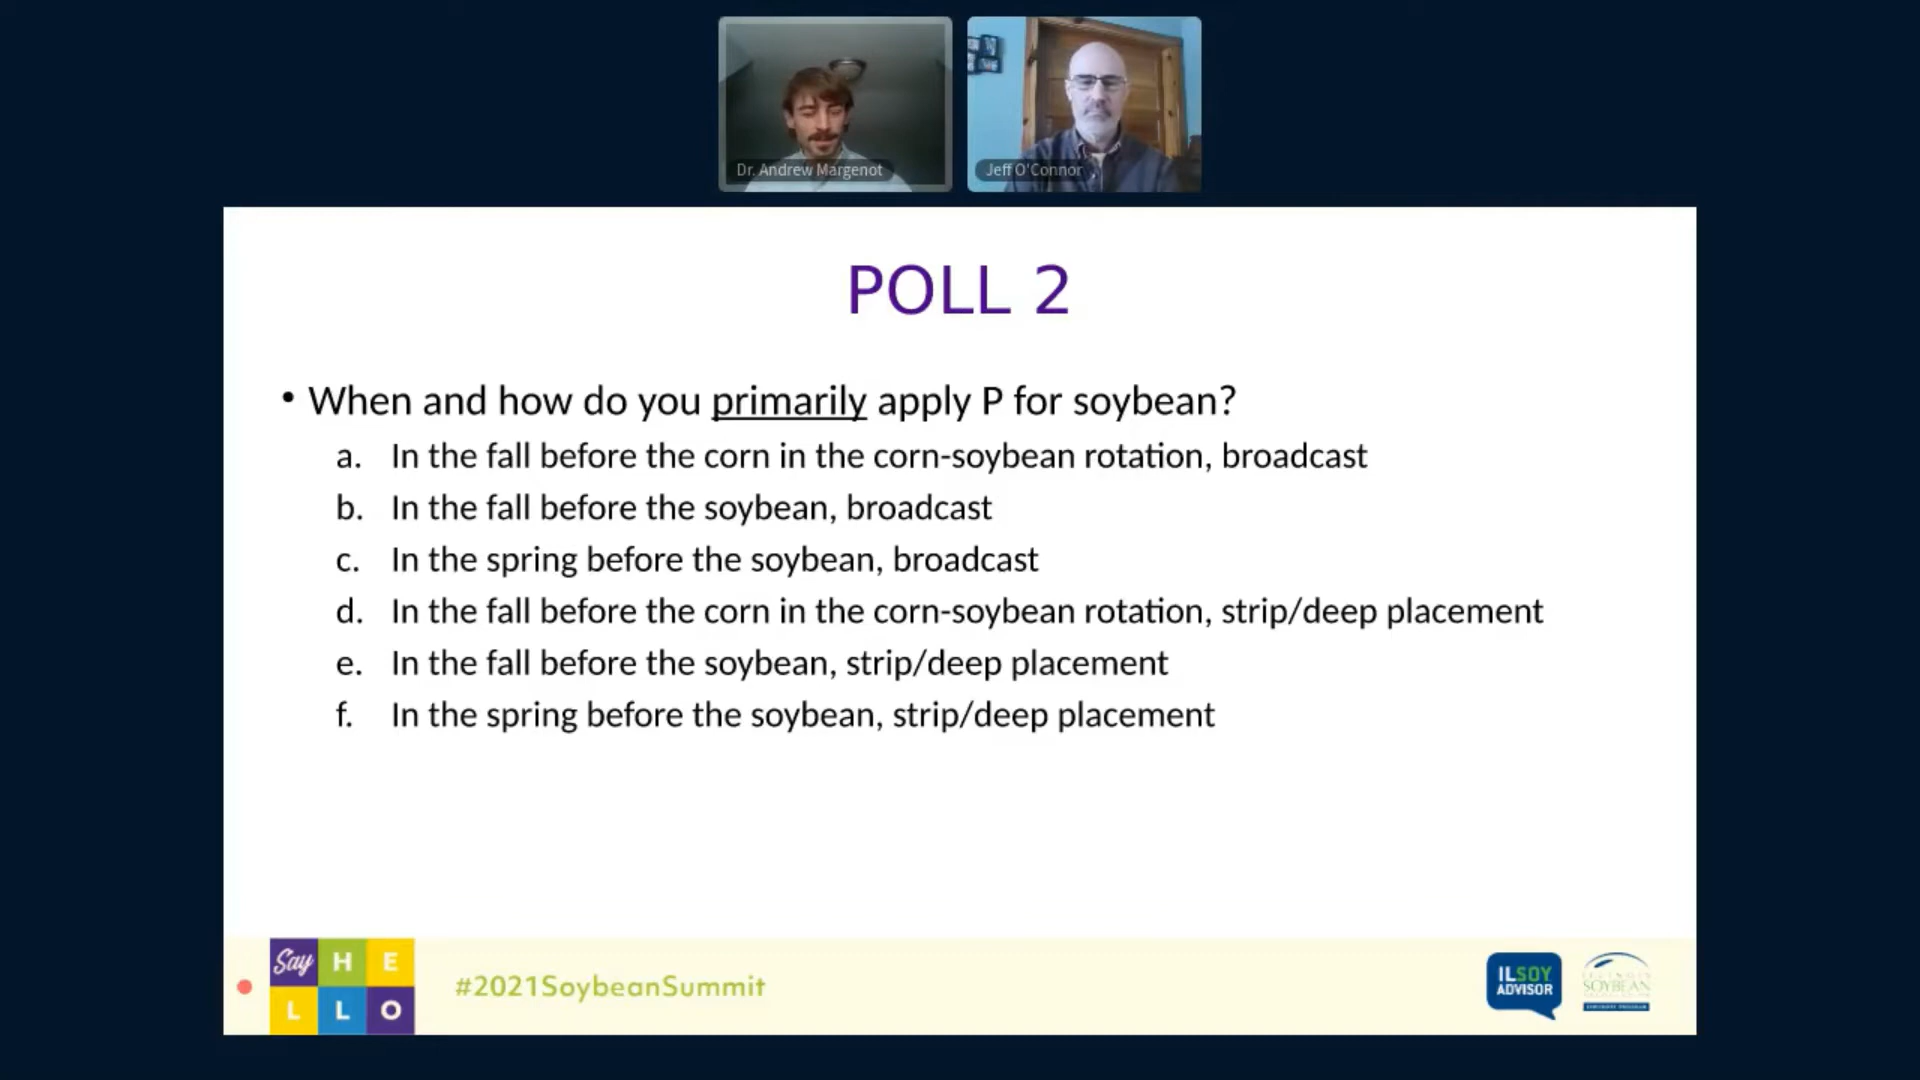 Dr. Andrew Margenot
Jeff O'Connor
POLL 2
• When and how do you primarily apply P for soybean?
a. In the fall before the corn in the corn-soybean rotation, broadcast
b. In the fall before the soybean, broadcast
c. In the spring before the soybean, broadcast
d. In the fall before the corn in the corn-soybean rotation, strip/deep placement
e. In the fall before the soybean, strip/deep placement
f. In the spring before the soybean, strip/deep placement
Say H E
L L O
#2021SoybeanSummit
ILSOY
ADVISOR
ILLINOIS
SOYBEAN